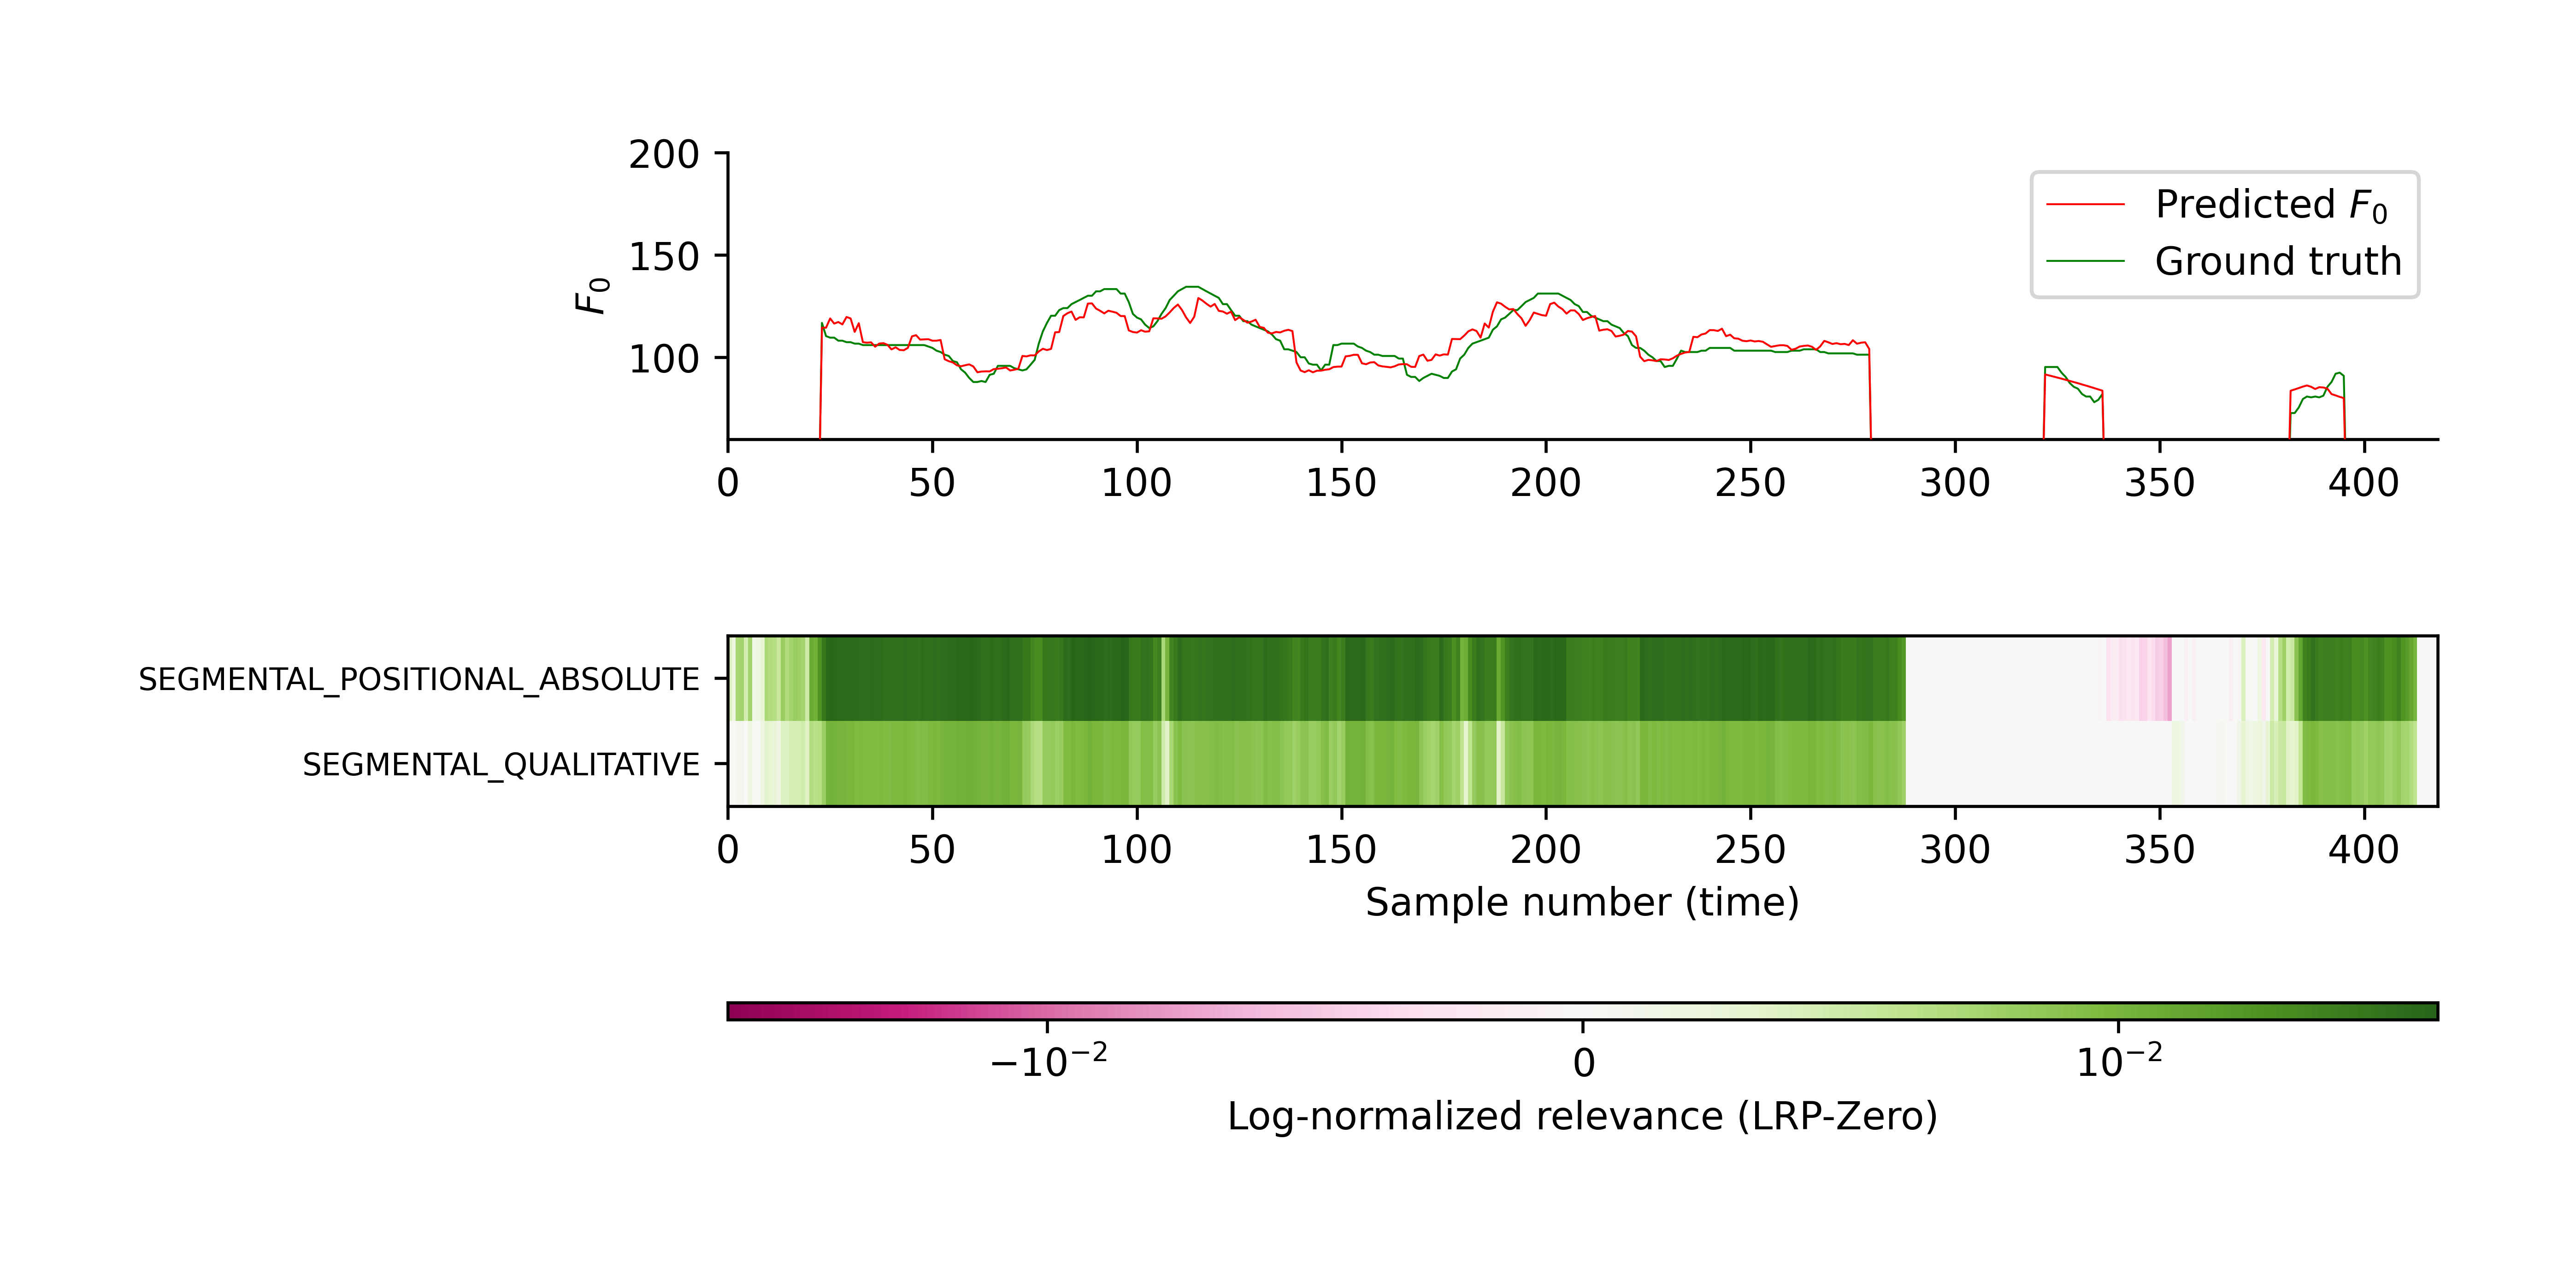 200
150
100
F₀
Predicted F₀
Ground truth
0 50 100 150 200 250 300 350 400
SEGMENTAL_POSITIONAL_ABSOLUTE
SEGMENTAL_QUALITATIVE
0 50 100 150 200 250 300 350 400
Sample number (time)
−10⁻² 0 10⁻²
Log-normalized relevance (LRP-Zero)